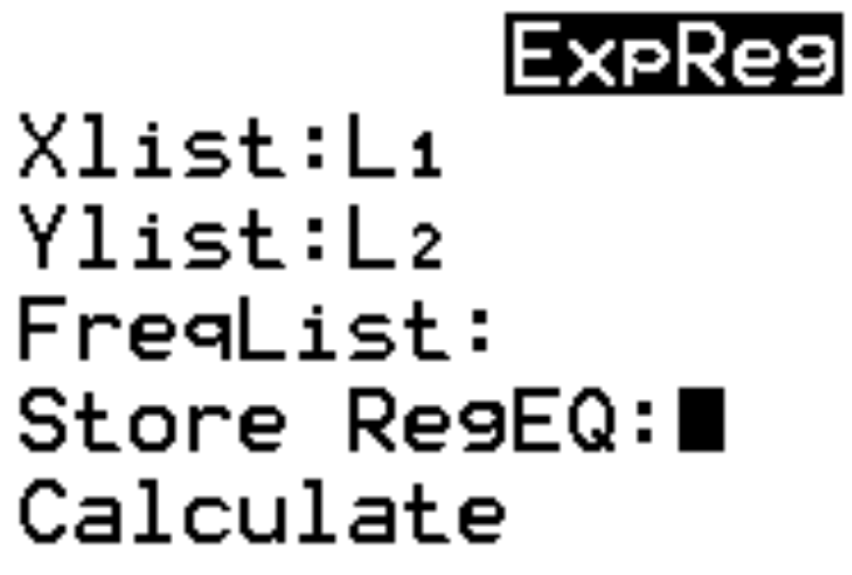 ExpReg
Xlist:L1
Ylist:L2
FreqList:
Store RegEQ:
Calculate